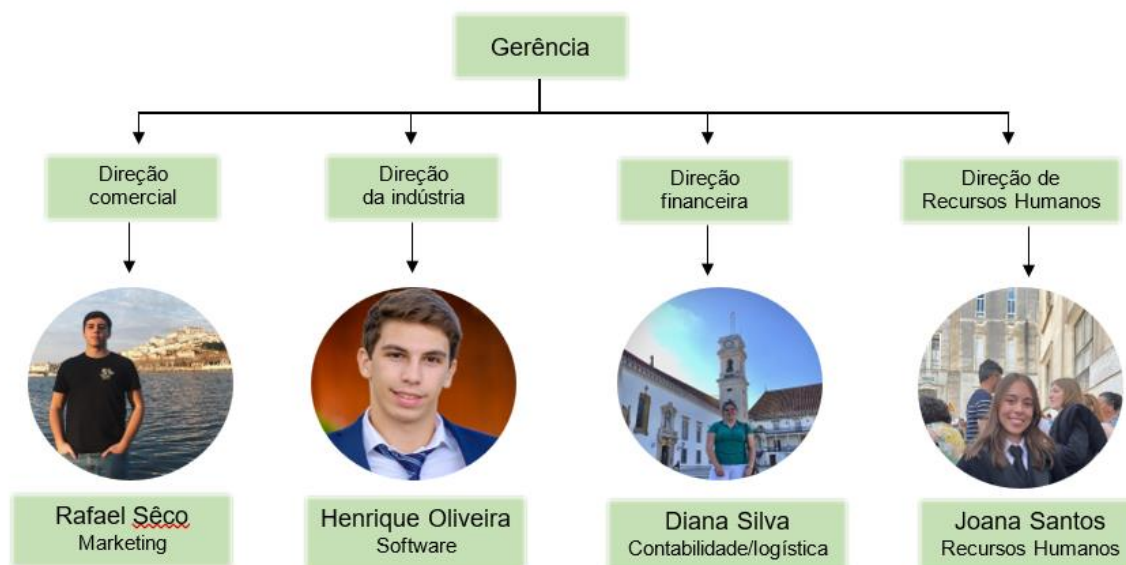 Gerência
Direção
comercial
Direção
da indústria
Direção
financeira
Direção de
Recursos Humanos
Rafael Sêco
Marketing
Henrique Oliveira
Software
Diana Silva
Contabilidade/logística
Joana Santos
Recursos Humanos